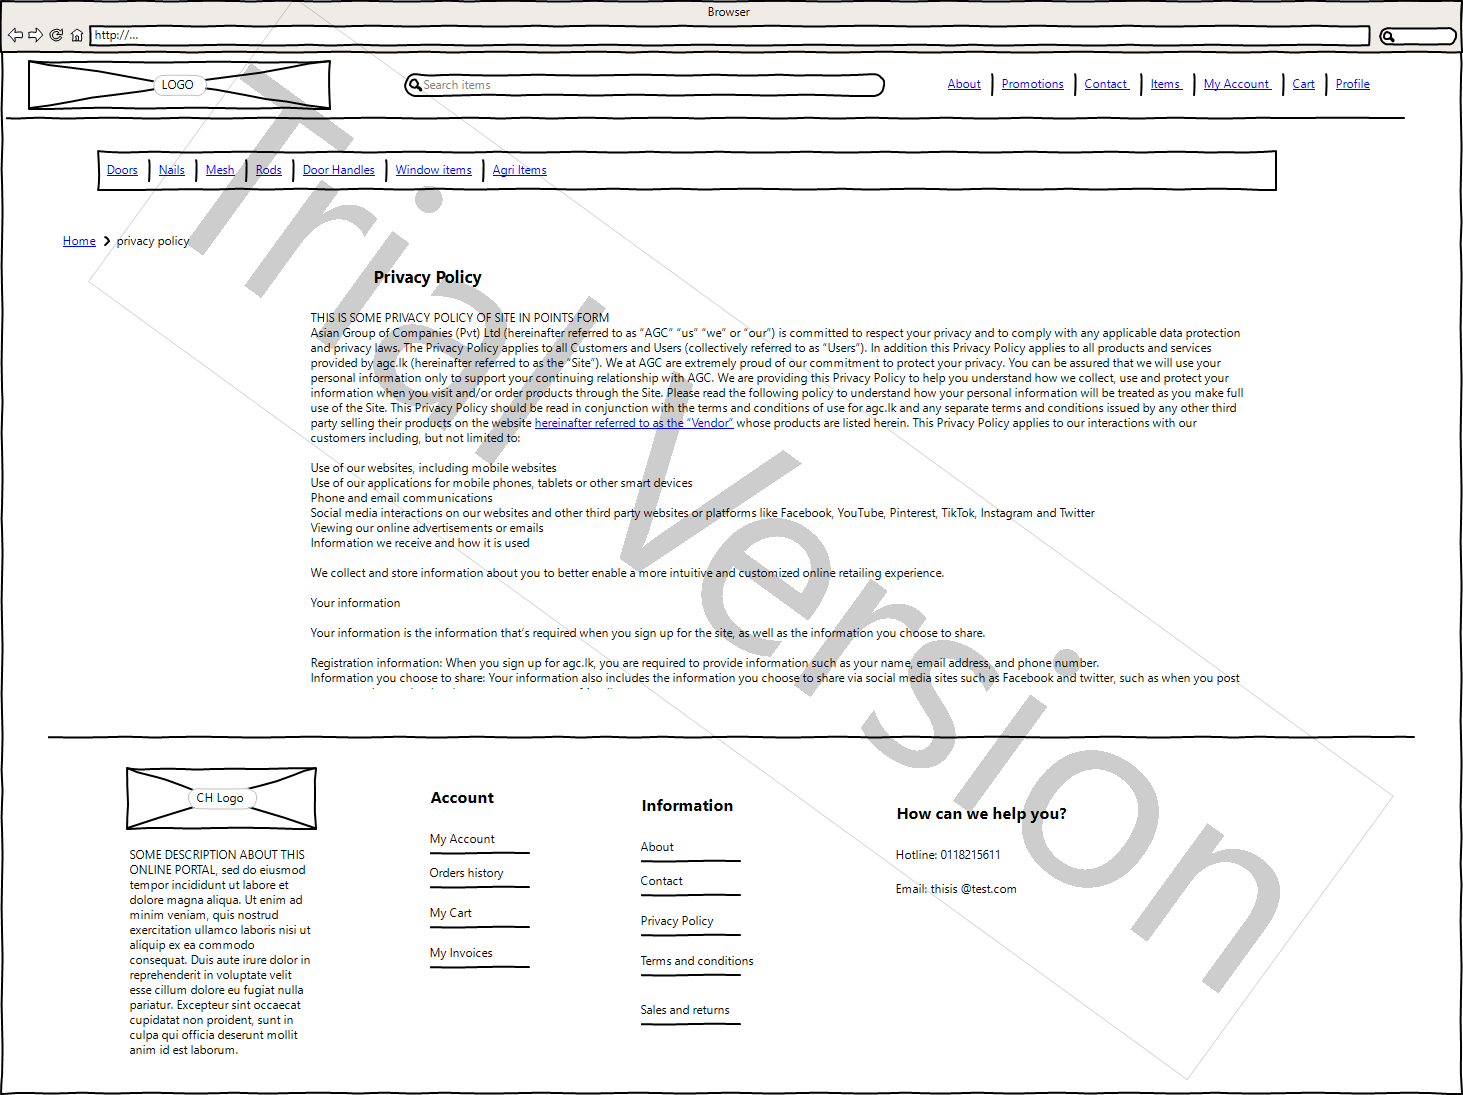 Browser
http://...
LOGO
Search items
About
Promotions
Contact
Items
My Account
Cart
Profile
Doors
Nails
Mesh
Rods
Door Handles
Window items
Agri Items
Home
privacy policy
Privacy Policy
THIS IS SOME PRIVACY POLICY OF SITE IN POINTS FORM
Asian Group of Companies (Pvt) Ltd (hereinafter referred to as “AGC” “us” “we” or “our”) is committed to respect your privacy and to comply with any applicable data protection
and privacy laws. The Privacy Policy applies to all Customers and Users (collectively referred to as “Users”). In addition this Privacy Policy applies to all products and services
provided by agc.lk (hereinafter referred to as the “Site”). We at AGC are extremely proud of our commitment to protect your privacy. You can be assured that we will use your
personal information only to support your continuing relationship with AGC. We are providing this Privacy Policy to help you understand how we collect, use and protect your
information when you visit and/or order products through the Site. Please read the following policy to understand how your personal information will be treated as you make full
use of the Site. This Privacy Policy should be read in conjunction with the terms and conditions of use for agc.lk and any separate terms and conditions issued by any other third
party selling their products on the website hereinafter referred to as the “Vendor” whose products are listed herein. This Privacy Policy applies to our interactions with our
customers including, but not limited to:
Use of our websites, including mobile websites
Use of our applications for mobile phones, tablets or other smart devices
Phone and email communications
Social media interactions on our websites and other third party websites or platforms like Facebook, YouTube, Pinterest, TikTok, Instagram and Twitter
Viewing our online advertisements or emails
Information we receive and how it is used
We collect and store information about you to better enable a more intuitive and customized online retailing experience.
Your information
Your information is the information that’s required when you sign up for the site, as well as the information you choose to share.
Registration information: When you sign up for agc.lk, you are required to provide information such as your name, email address, and phone number.
Information you choose to share: Your information also includes the information you choose to share via social media sites such as Facebook and twitter, such as when you post
Trial Version
CH Logo
SOME DESCRIPTION ABOUT THIS
ONLINE PORTAL, sed do eiusmod
tempor incididunt ut labore et
dolore magna aliqua. Ut enim ad
minim veniam, quis nostrud
exercitation ullamco laboris nisi ut
aliquip ex ea commodo
consequat. Duis aute irure dolor in
reprehenderit in voluptate velit
esse cillum dolore eu fugiat nulla
pariatur. Excepteur sint occaecat
cupidatat non proident, sunt in
culpa qui officia deserunt mollit
anim id est laborum.
Account
My Account
Orders history
My Cart
My Invoices
Information
About
Contact
Privacy Policy
Terms and conditions
Sales and returns
How can we help you?
Hotline: 0118215611
Email: thisis @test.com